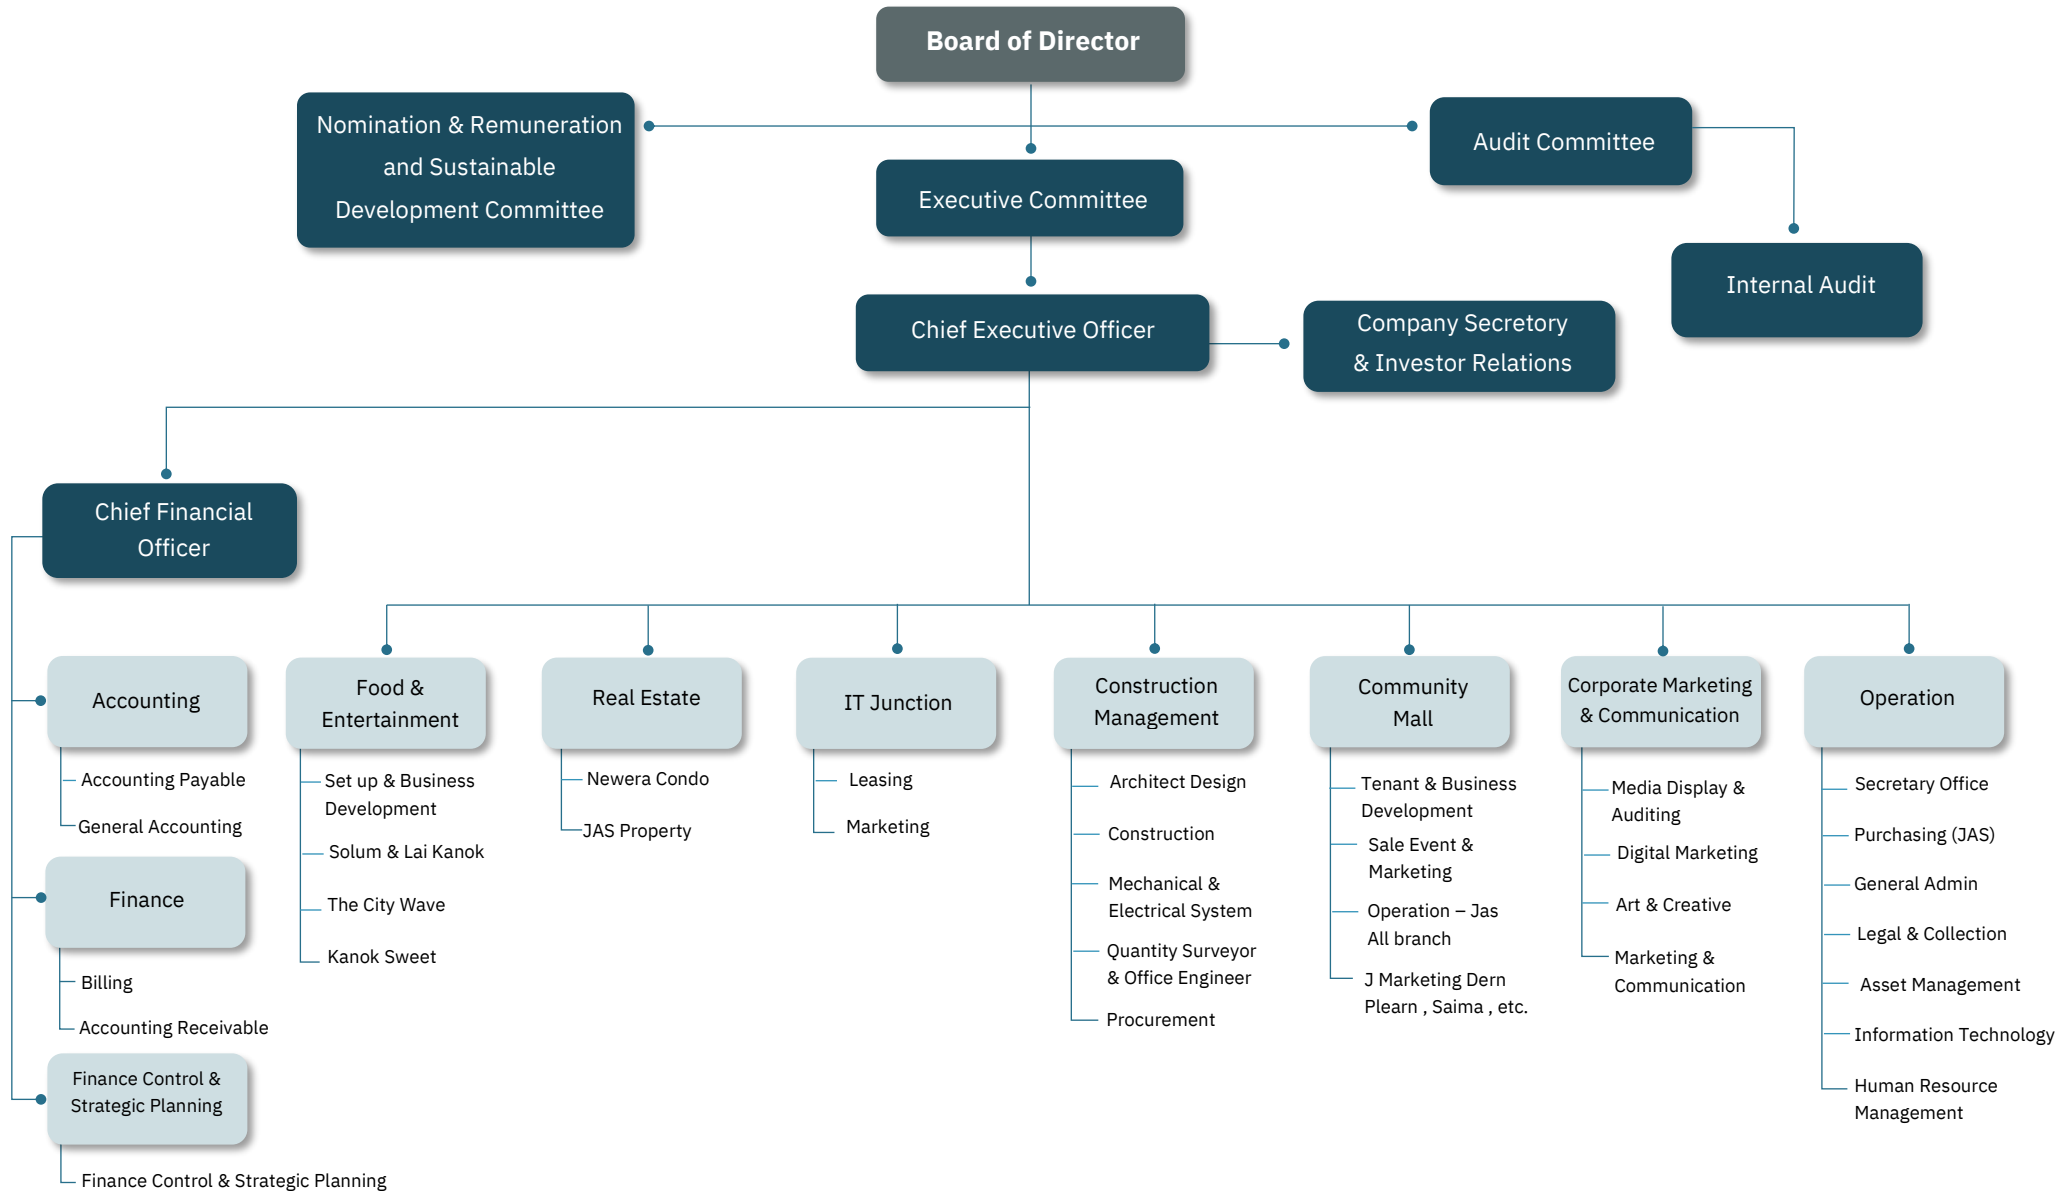 Board of Director
Nomination & Remuneration
and Sustainable
Development Committee
Audit Committee
Executive Committee
Internal Audit
Chief Executive Officer
Company Secretory
& Investor Relations
Chief Financial
Officer
Accounting
Accounting Payable
General Accounting
Finance
Billing
Accounting Receivable
Finance Control &
Strategic Planning
Finance Control & Strategic Planning
Food &
Entertainment
Set up & Business
Development
Solum & Lai Kanok
The City Wave
Kanok Sweet
Real Estate
Newera Condo
JAS Property
IT Junction
Leasing
Marketing
Construction
Management
Architect Design
Construction
Mechanical &
Electrical System
Quantity Surveyor
& Office Engineer
Procurement
Community
Mall
Tenant & Business
Development
Sale Event &
Marketing
Operation – Jas
All branch
J Marketing Dern
Plearn , Saima , etc.
Corporate Marketing
& Communication
Media Display &
Auditing
Digital Marketing
Art & Creative
Marketing &
Communication
Operation
Secretary Office
Purchasing (JAS)
General Admin
Legal & Collection
Asset Management
Information Technology
Human Resource
Management